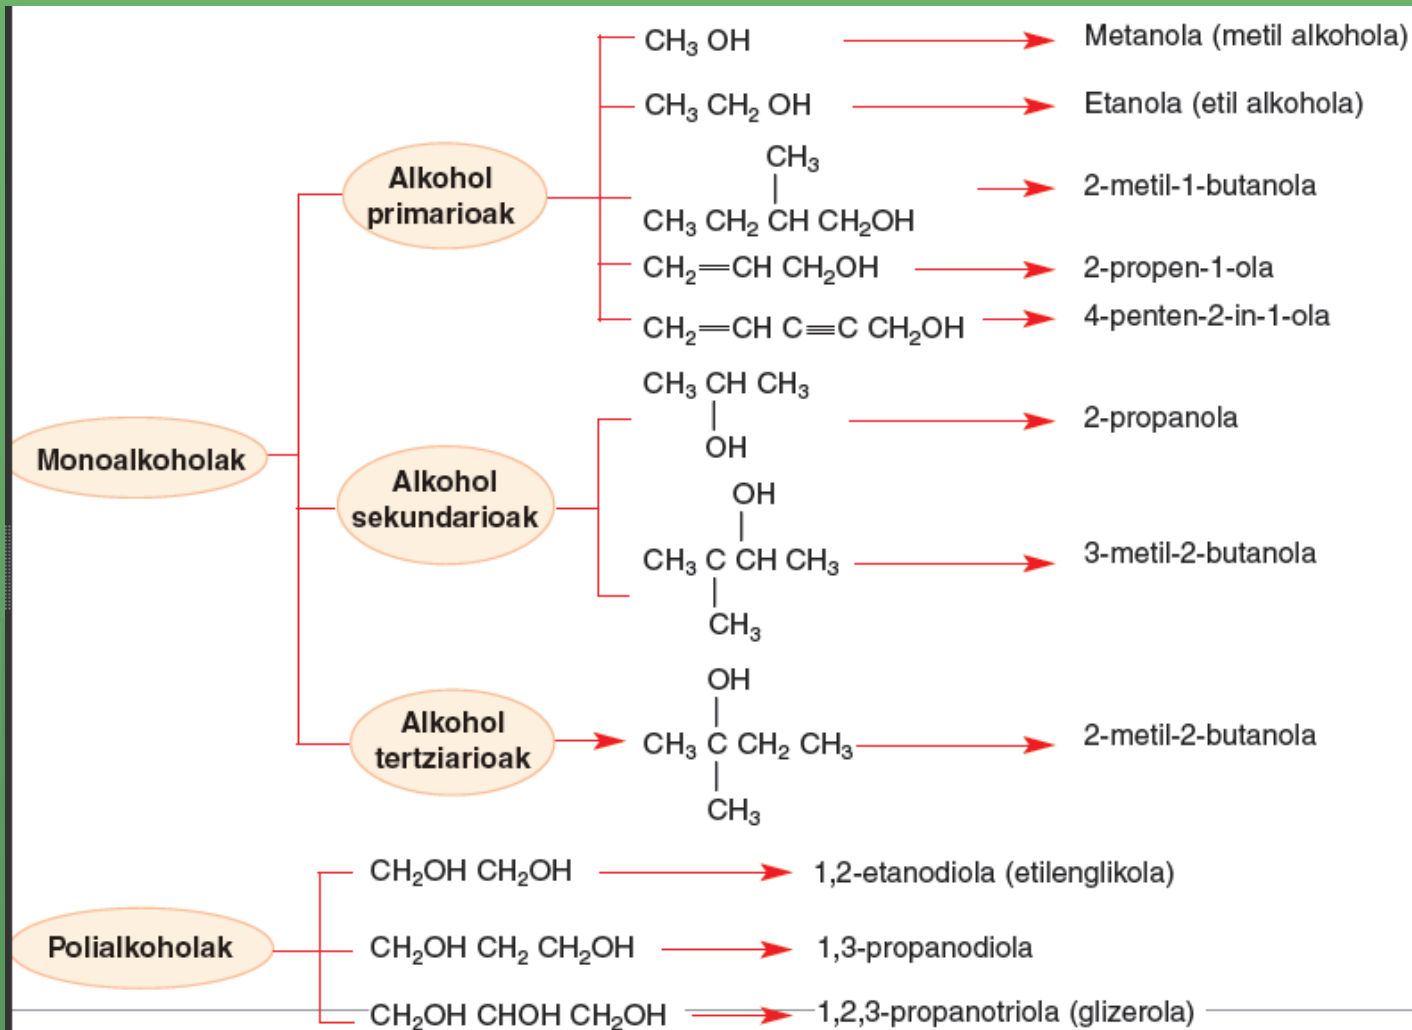 CH₃ OH
Metanola (metil alkohola)
CH₃ CH₂ OH
Etanola (etil alkohola)
Alkohol
primarioak
CH₃
|
CH₃ CH₂ CH CH₂OH
2-metil-1-butanola
CH₂═CH CH₂OH
2-propen-1-ola
CH₂═CH C≡C CH₂OH
4-penten-2-in-1-ola
Monoalkoholak
Alkohol
sekundarioak
CH₃ CH CH₃
|
OH
2-propanola
OH
|
CH₃ C CH CH₃
|
CH₃
3-metil-2-butanola
Alkohol
tertziarioak
OH
|
CH₃ C CH₂ CH₃
|
CH₃
2-metil-2-butanola
Polialkoholak
CH₂OH CH₂OH
1,2-etanodiola (etilenglikola)
CH₂OH CH₂ CH₂OH
1,3-propanodiola
CH₂OH CHOH CH₂OH
1,2,3-propanotriola (glizerola)